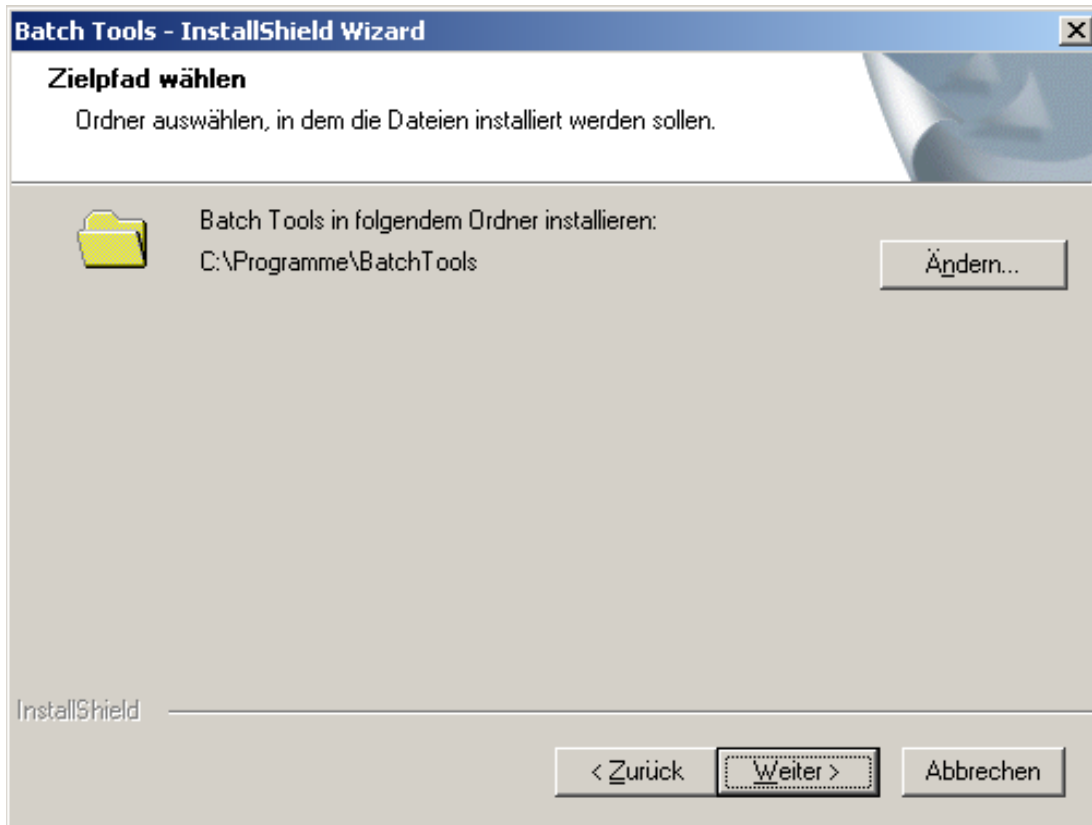 Batch Tools - InstallShield Wizard
Zielpfad wählen
Ordner auswählen, in dem die Dateien installiert werden sollen.
Batch Tools in folgendem Ordner installieren:
C:\Programme\BatchTools
Ändern...
InstallShield
< Zurück
Weiter >
Abbrechen